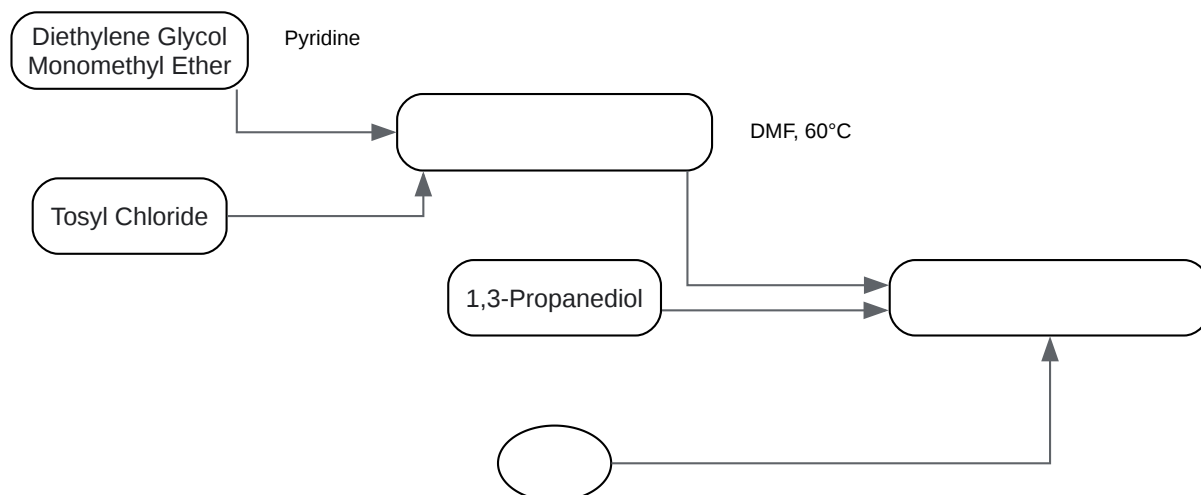 Diethylene Glycol
Monomethyl Ether
Pyridine
DMF, 60°C
Tosyl Chloride
1,3-Propanediol